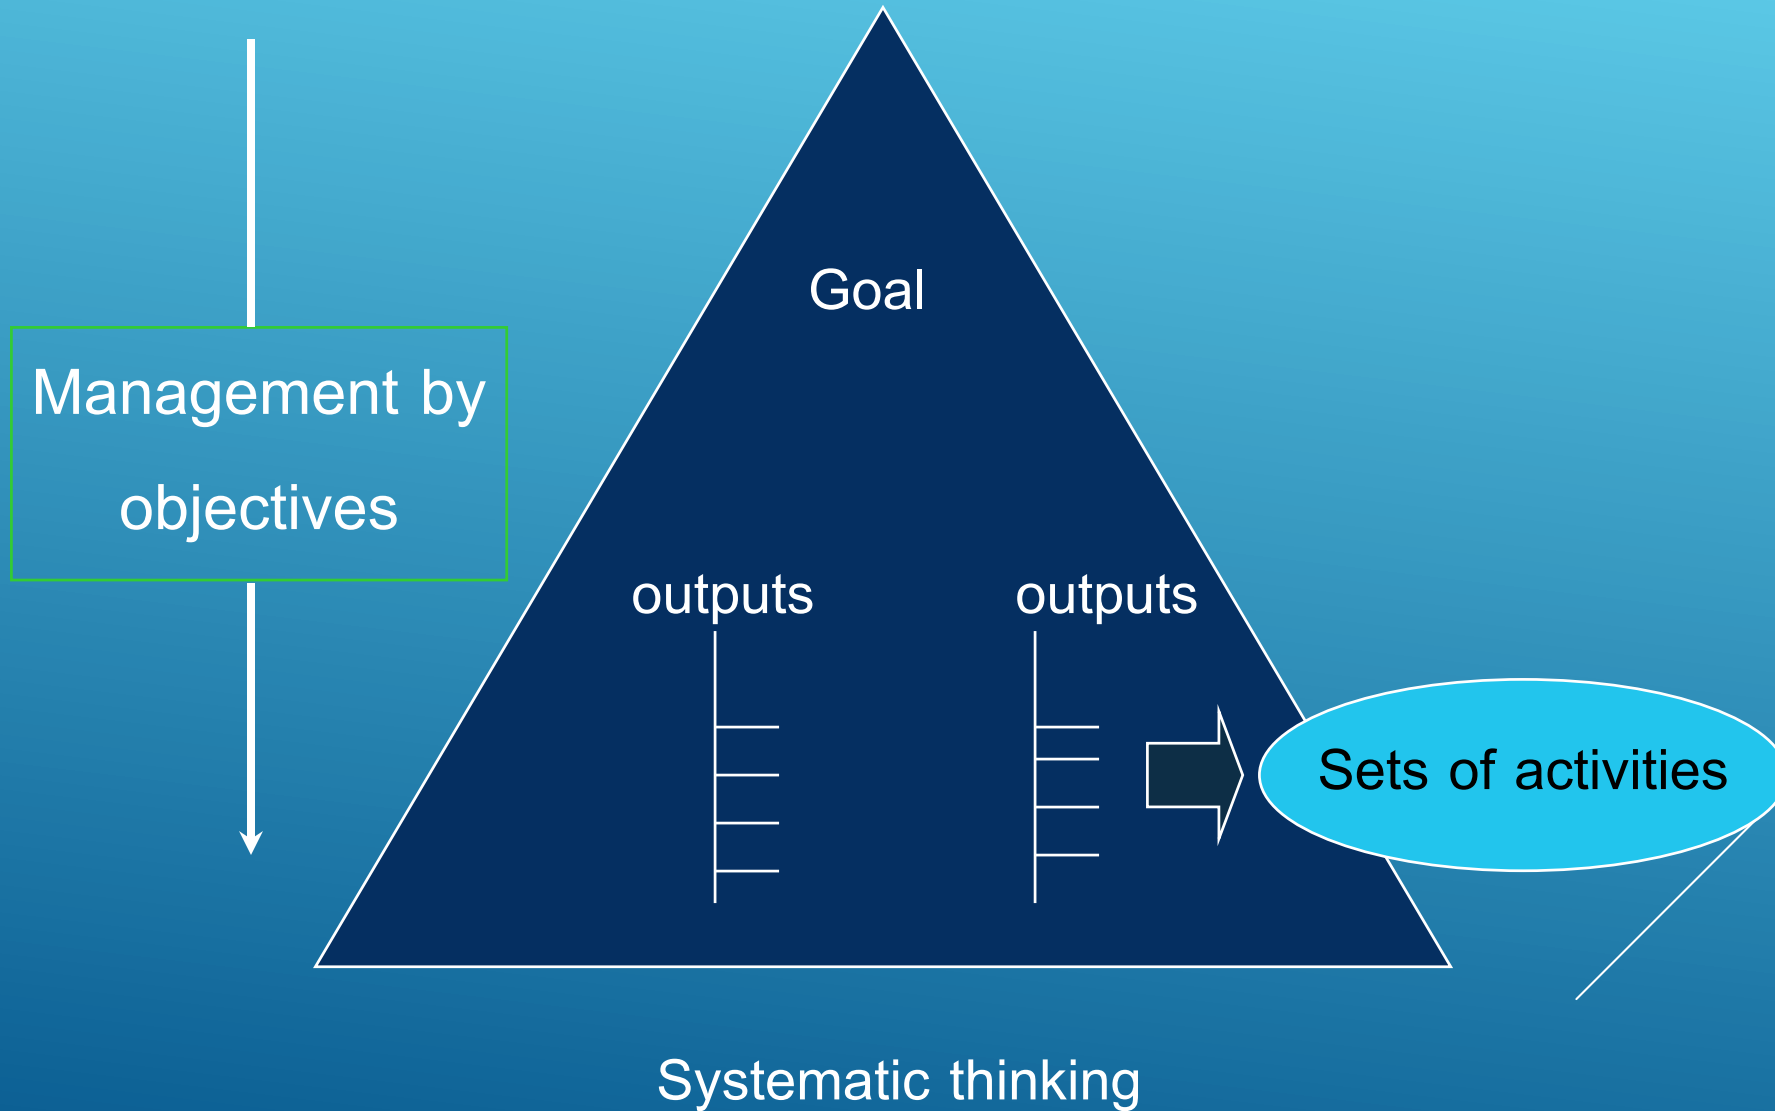 Goal
Management by
objectives
outputs
outputs
Sets of activities
Systematic thinking